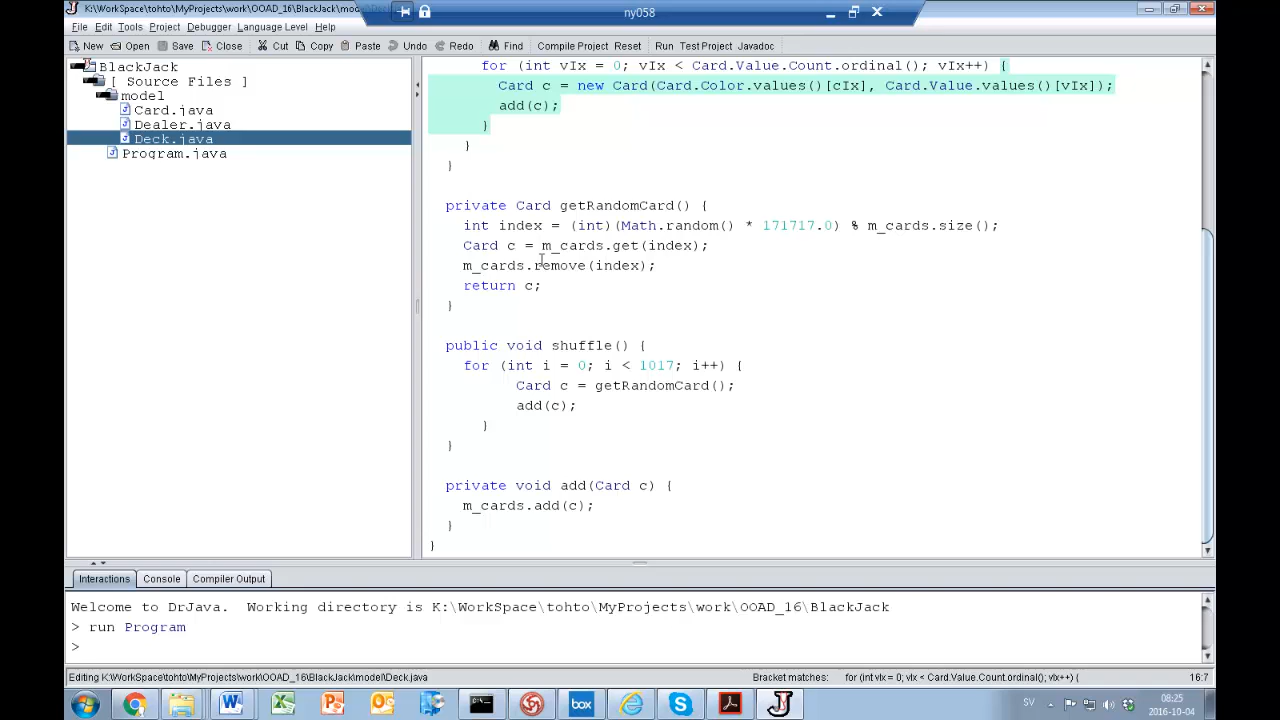 K:\WorkSpace\tohto\MyProjects\work\OOAD_16\BlackJack\mod
ny058
File Edit Tools Project Debugger Language Level Help
New Open Save Close Cut Copy Paste Undo Redo Find Compile Project Reset Run Test Project Javadoc
BlackJack
[ Source Files ]
model
Card.java
Dealer.java
Deck.java
Program.java
for (int vIx = 0; vIx < Card.Value.Count.ordinal(); vIx++) {
Card c = new Card(Card.Color.values()[cIx], Card.Value.values()[vIx]);
add(c);
}
}
}
private Card getRandomCard() {
int index = (int)(Math.random() * 171717.0) % m_cards.size();
Card c = m_cards.get(index);
m_cards.remove(index);
return c;
}
public void shuffle() {
for (int i = 0; i < 1017; i++) {
Card c = getRandomCard();
add(c);
}
}
private void add(Card c) {
m_cards.add(c);
}
}
Interactions Console Compiler Output
Welcome to DrJava. Working directory is K:\WorkSpace\tohto\MyProjects\work\OOAD_16\BlackJack
> run Program
>
Editing K:\WorkSpace\tohto\MyProjects\work\OOAD_16\BlackJack\model\Deck.java
Bracket matches: for (int vIx = 0; vIx < Card.Value.Count.ordinal(); vIx++) {
16:7
box
SV
08:25
2016-10-04